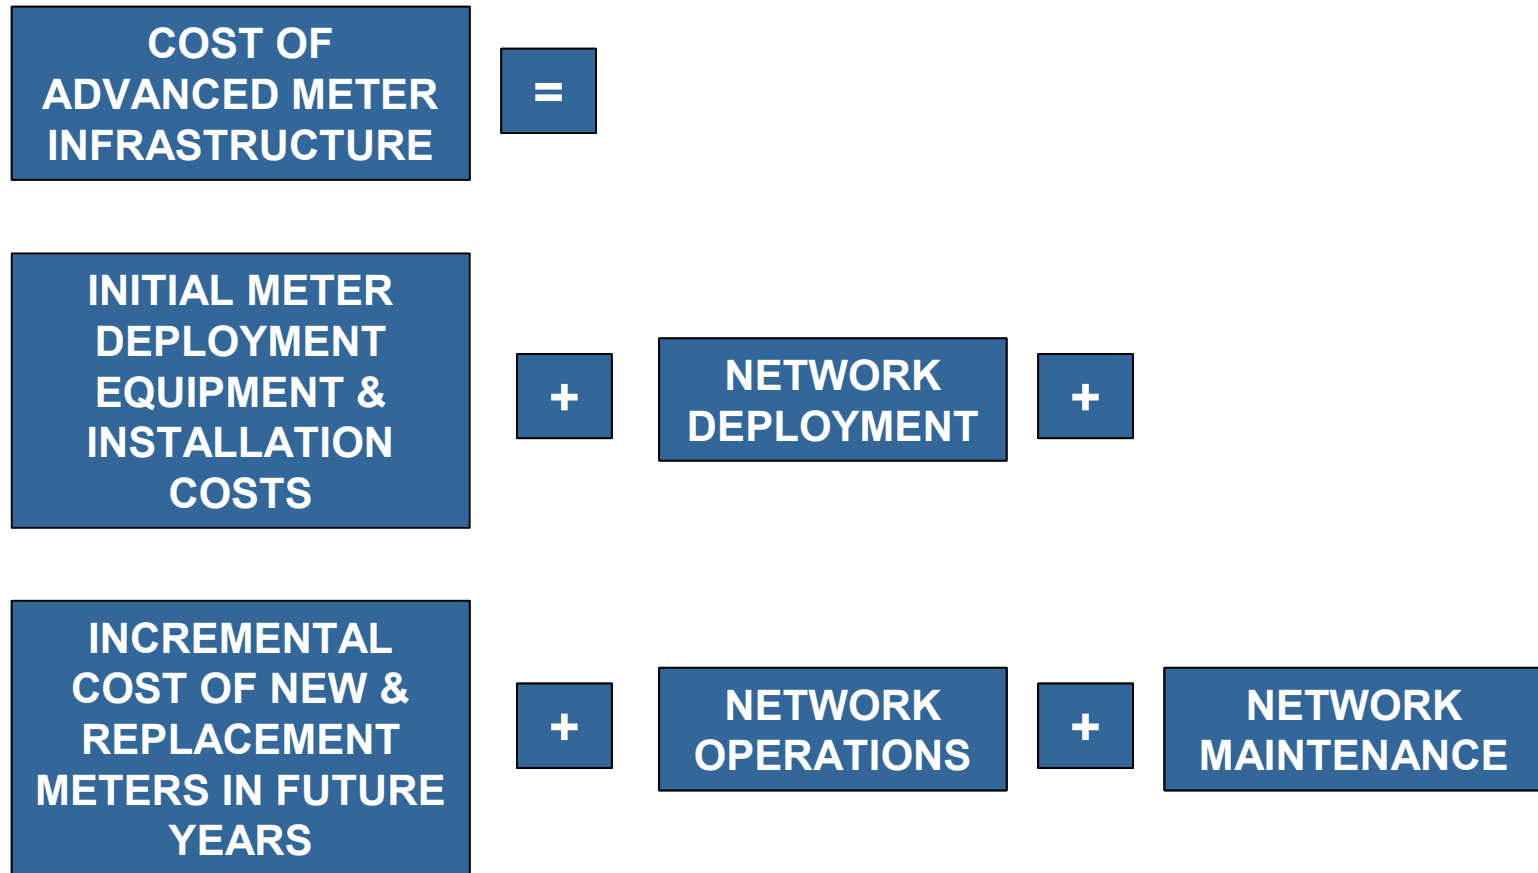 COST OF
ADVANCED METER
INFRASTRUCTURE
=
INITIAL METER
DEPLOYMENT
EQUIPMENT &
INSTALLATION
COSTS
+
NETWORK
DEPLOYMENT
+
INCREMENTAL
COST OF NEW &
REPLACEMENT
METERS IN FUTURE
YEARS
+
NETWORK
OPERATIONS
+
NETWORK
MAINTENANCE